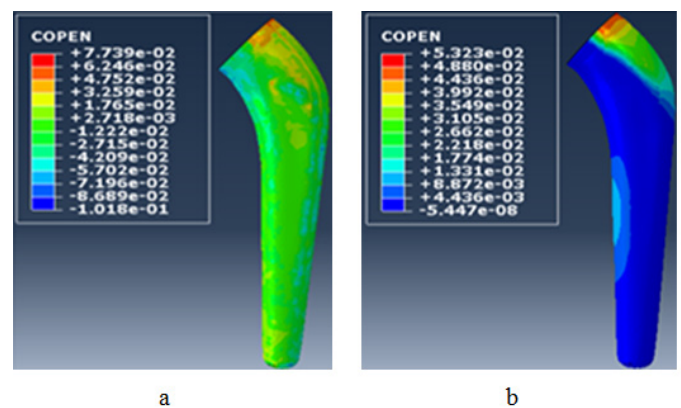 COPEN
+7.739e-02
+6.246e-02
+4.752e-02
+3.259e-02
+1.765e-02
+2.718e-03
-1.222e-02
-2.715e-02
-4.209e-02
-5.702e-02
-7.196e-02
-8.689e-02
-1.018e-01
COPEN
+5.323e-02
+4.880e-02
+4.436e-02
+3.992e-02
+3.549e-02
+3.105e-02
+2.662e-02
+2.218e-02
+1.774e-02
+1.331e-02
+8.872e-03
+4.436e-03
-5.447e-08
a
b